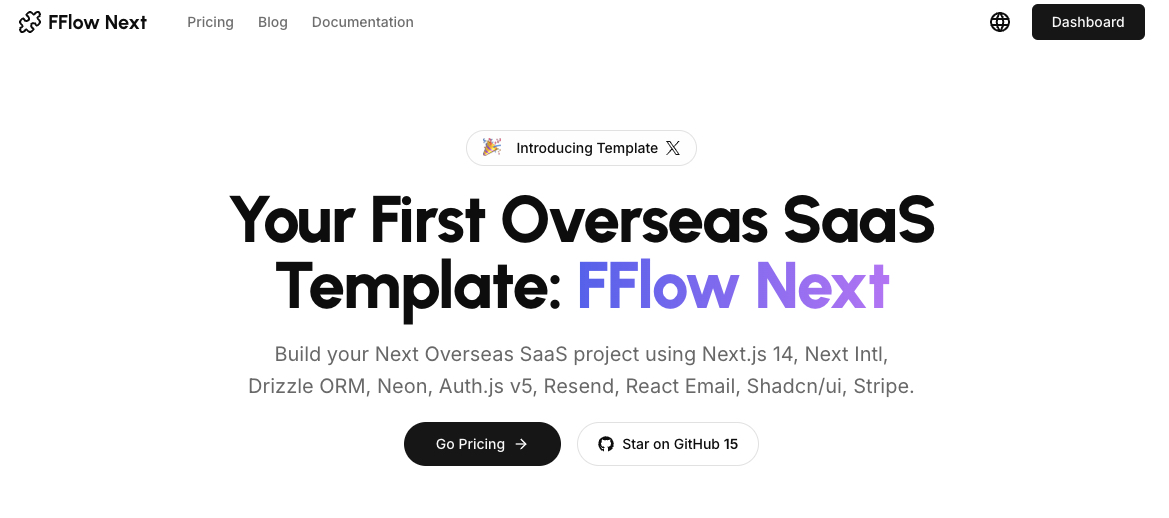 FFlow Next
Pricing
Blog
Documentation
Dashboard
Introducing Template
Your First Overseas SaaS
Template: FFlow Next
Build your Next Overseas SaaS project using Next.js 14, Next Intl,
Drizzle ORM, Neon, Auth.js v5, Resend, React Email, Shadcn/ui, Stripe.
Go Pricing
Star on GitHub 15